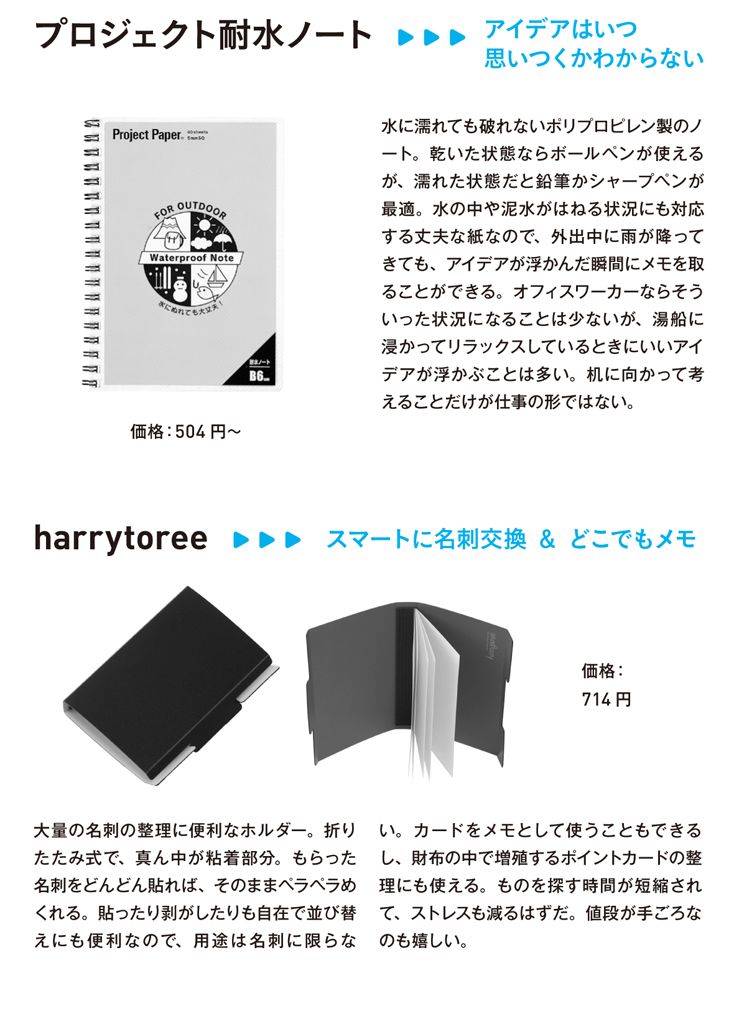 プロジェクト耐水ノート ▶▶▶ アイデアはいつ
思いつくかわからない
Project Paper®
40 sheets
5mm SQ
FOR OUTDOOR
Waterproof Note
水にぬれても大丈夫!
耐水ノート
B6
価格:504 円〜
水に濡れても破れないポリプロピレン製のノ
ート。乾いた状態ならボールペンが使える
が、濡れた状態だと鉛筆かシャープペンが
最適。水の中や泥水がはねる状況にも対応
する丈夫な紙なので、外出中に雨が降って
きても、アイデアが浮かんだ瞬間にメモを取
ることができる。オフィスワーカーならそう
いった状況になることは少ないが、湯船に
浸かってリラックスしているときにいいアイ
デアが浮かぶことは多い。机に向かって考
えることだけが仕事の形ではない。
harrytoree ▶▶▶ スマートに名刺交換 & どこでもメモ
価格:
714 円
大量の名刺の整理に便利なホルダー。折り
たたみ式で、真ん中が粘着部分。もらった
名刺をどんどん貼れば、そのままペラペラめ
くれる。貼ったり剥がしたりも自在で並び替
えにも便利なので、用途は名刺に限らな
い。カードをメモとして使うこともできる
し、財布の中で増殖するポイントカードの整
理にも使える。ものを探す時間が短縮され
て、ストレスも減るはずだ。値段が手ごろな
のも嬉しい。